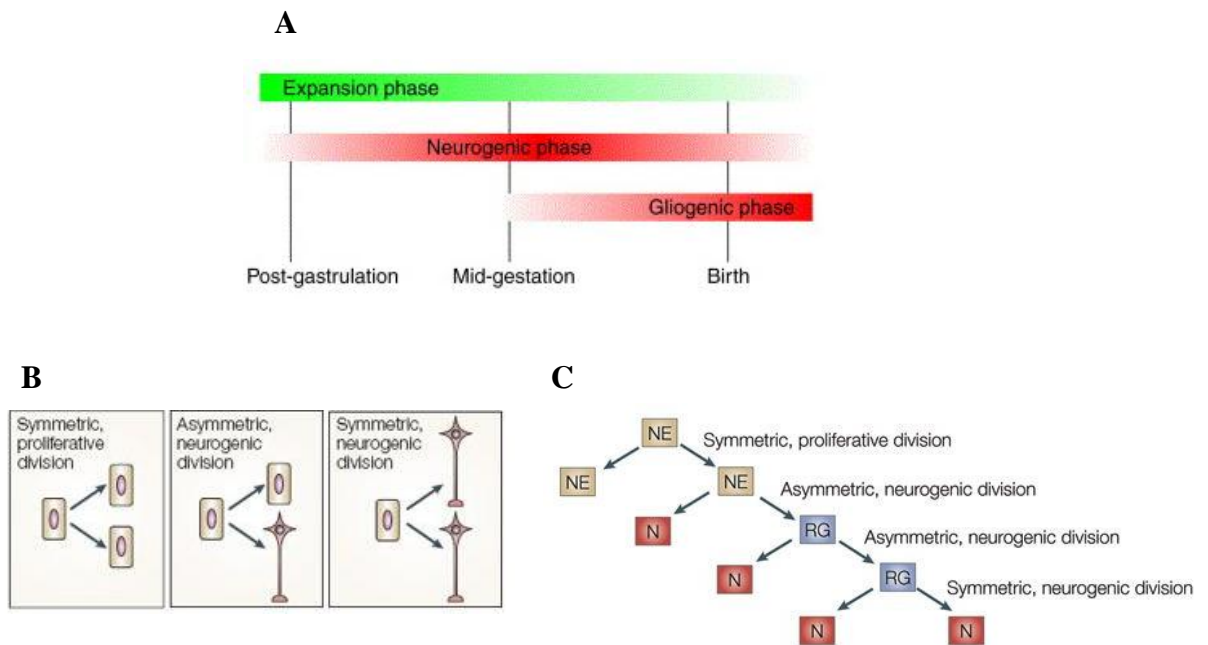 A
Expansion phase
Neurogenic phase
Gliogenic phase
Post-gastrulation
Mid-gestation
Birth
B
Symmetric,
proliferative
division
Asymmetric,
neurogenic
division
Symmetric,
neurogenic
division
C
NE
Symmetric, proliferative division
NE
NE
Asymmetric, neurogenic division
N
RG
Asymmetric, neurogenic division
N
RG
Symmetric, neurogenic division
N
N